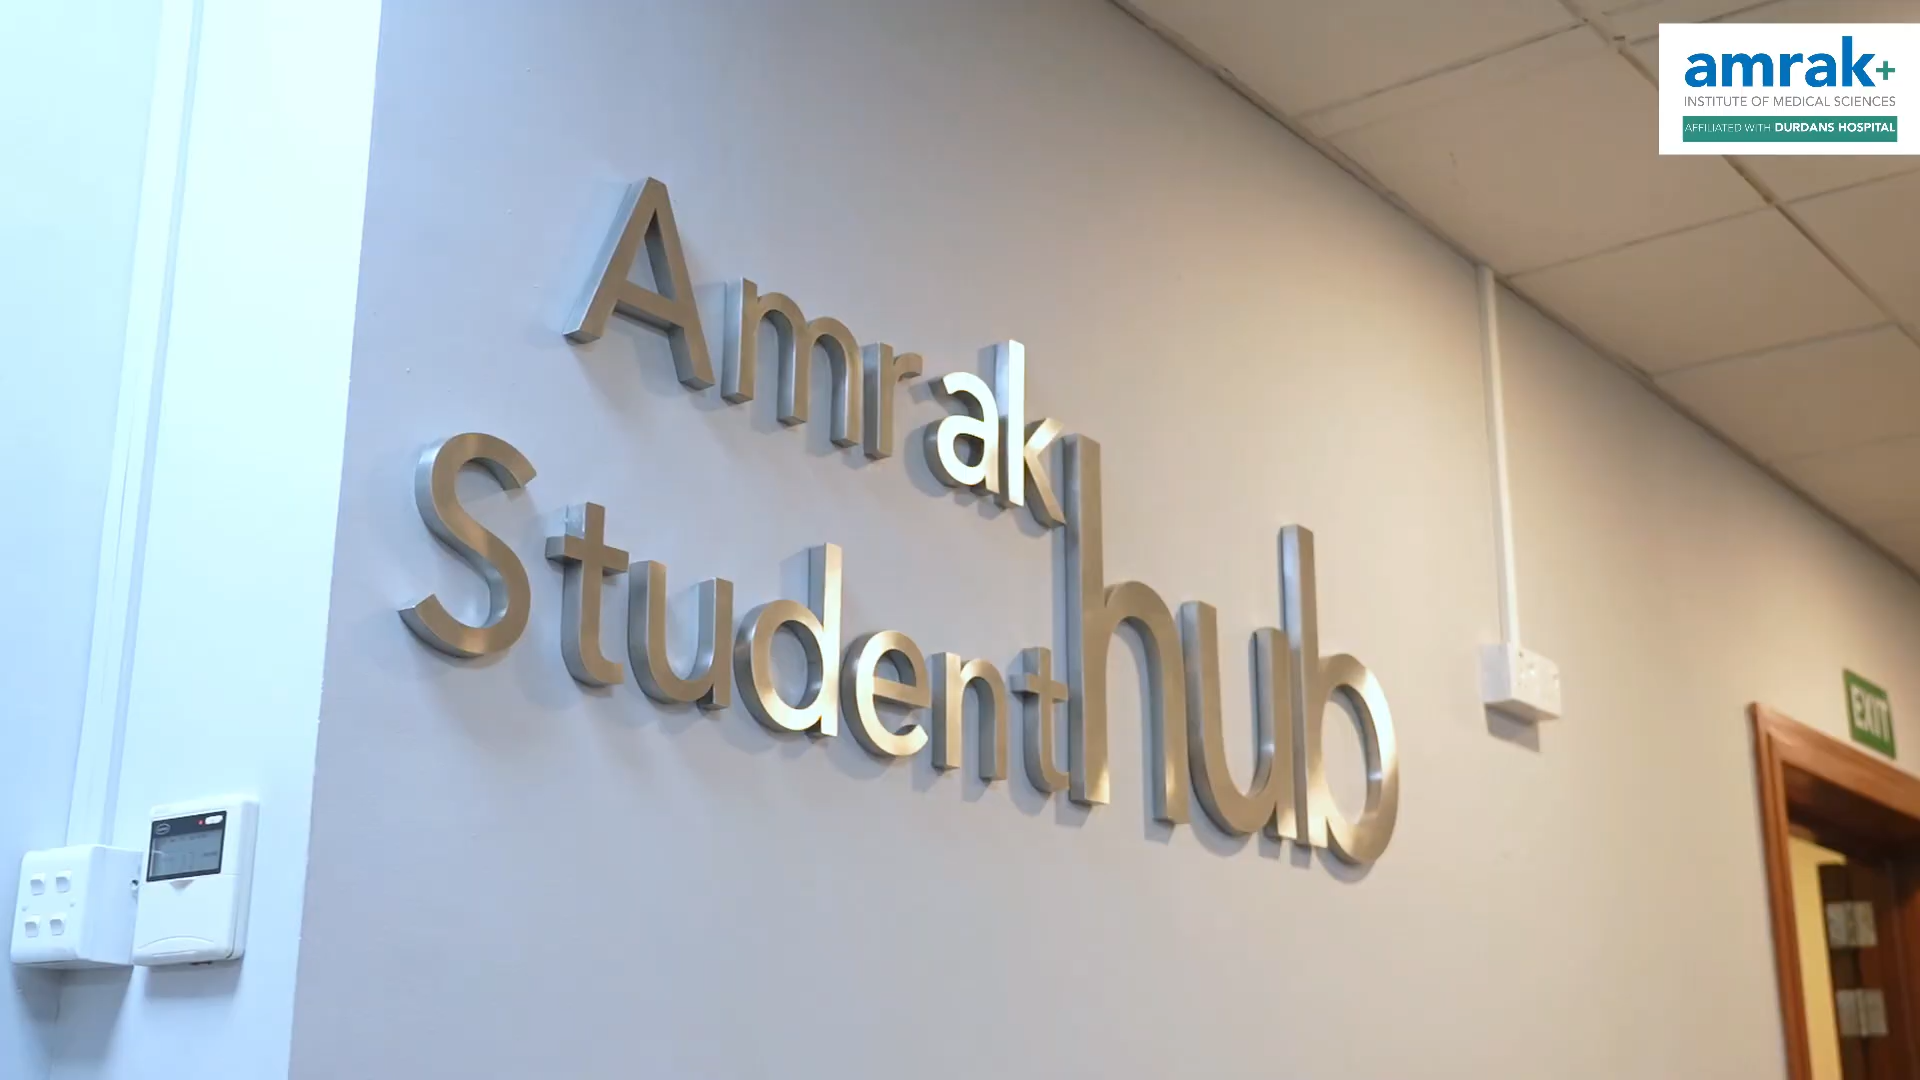 amrak+
INSTITUTE OF MEDICAL SCIENCES
AFFILIATED WITH DURDANS HOSPITAL
Amrak
Student hub
EXIT